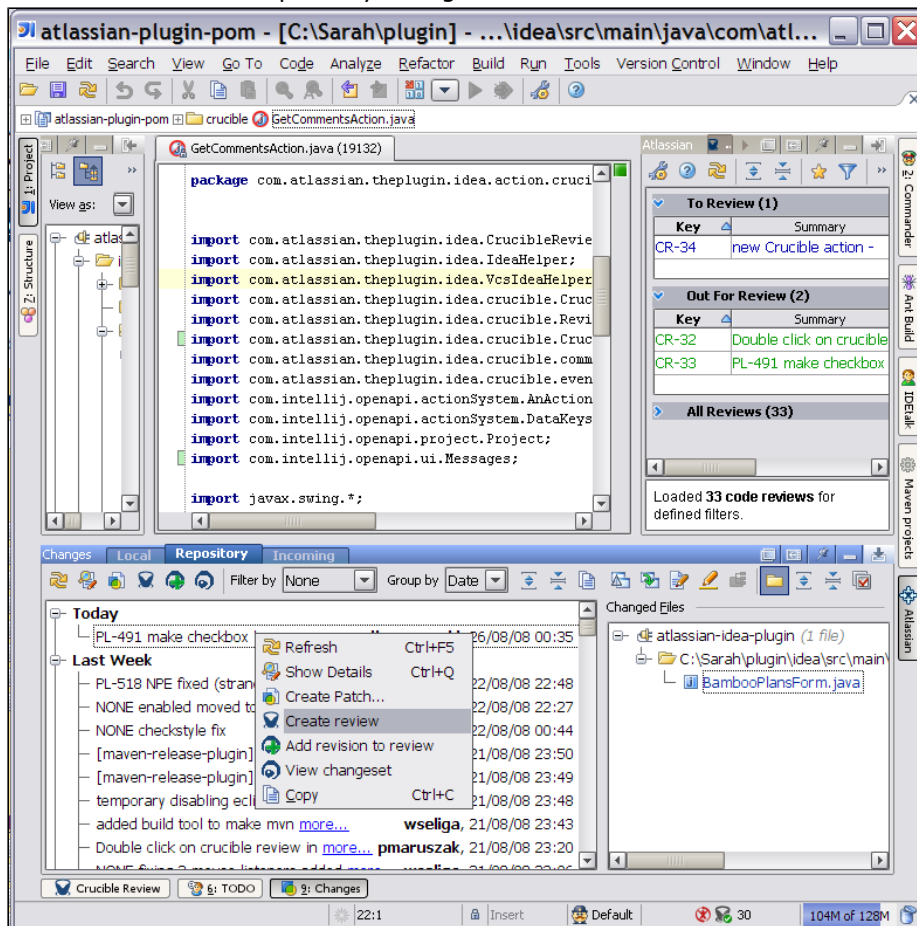 atlassian-plugin-pom - [C:\Sarah\plugin] - ...\idea\src\main\java\com\atl...
File Edit Search View Go To Code Analyze Refactor Build Run Tools Version Control Window Help
atlassian-plugin-pom crucible GetCommentsAction.java
1: Project
7: Structure
View as:
atlas
GetCommentsAction.java (19132)
package com.atlassian.theplugin.idea.action.cruci
import com.atlassian.theplugin.idea.CrucibleRevie
import com.atlassian.theplugin.idea.IdeaHelper;
import com.atlassian.theplugin.idea.VcsIdeaHelper
import com.atlassian.theplugin.idea.crucible.Cruc
import com.atlassian.theplugin.idea.crucible.Revi
import com.atlassian.theplugin.idea.crucible.Cruc
import com.atlassian.theplugin.idea.crucible.comm
import com.atlassian.theplugin.idea.crucible.even
import com.intellij.openapi.actionSystem.AnAction
import com.intellij.openapi.actionSystem.DataKeys
import com.intellij.openapi.project.Project;
import com.intellij.openapi.ui.Messages;
import javax.swing.*;
Atlassian
To Review (1)
Key Summary
CR-34 new Crucible action -
Out For Review (2)
Key Summary
CR-32 Double click on crucible
CR-33 PL-491 make checkbox
All Reviews (33)
Loaded 33 code reviews for
defined filters.
2: Commander
Ant Build
IDEtalk
Maven projects
Atlassian
Changes Local Repository Incoming
Filter by None Group by Date
Today
PL-491 make checkbox 26/08/08 00:35
Last Week
PL-518 NPE fixed (stran 22/08/08 22:48
NONE enabled moved to 22/08/08 22:27
NONE checkstyle fix 22/08/08 00:44
[maven-release-plugin] 21/08/08 23:50
[maven-release-plugin] 21/08/08 23:49
temporary disabling ecli 21/08/08 23:48
added build tool to make mvn more... wseliga, 21/08/08 23:43
Double click on crucible review in more... pmaruszak, 21/08/08 23:20
Refresh Ctrl+F5
Show Details Ctrl+Q
Create Patch...
Create review
Add revision to review
View changeset
Copy Ctrl+C
Changed Files
atlassian-idea-plugin (1 file)
C:\Sarah\plugin\idea\src\main\
BambooPlansForm.java
Crucible Review 6: TODO 9: Changes
22:1 Insert Default 30 104M of 128M